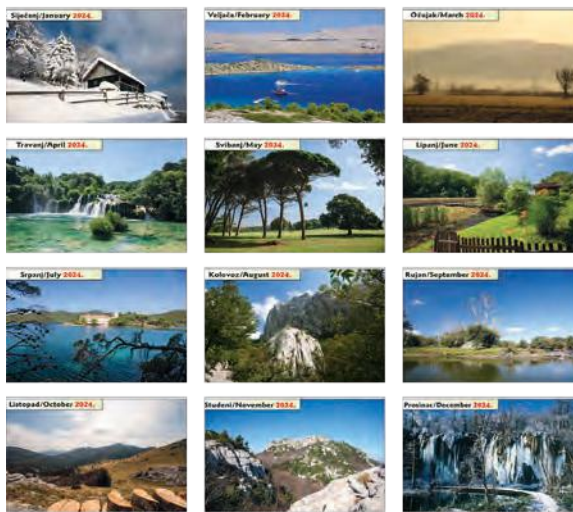 Siječanj/January 2024.
Veljača/February 2024.
Ožujak/March 2024.
Travanj/April 2024.
Svibanj/May 2024.
Lipanj/June 2024.
Srpanj/July 2024.
Kolovoz/August 2024.
Rujan/September 2024.
Listopad/October 2024.
Studeni/November 2024.
Prosinac/December 2024.